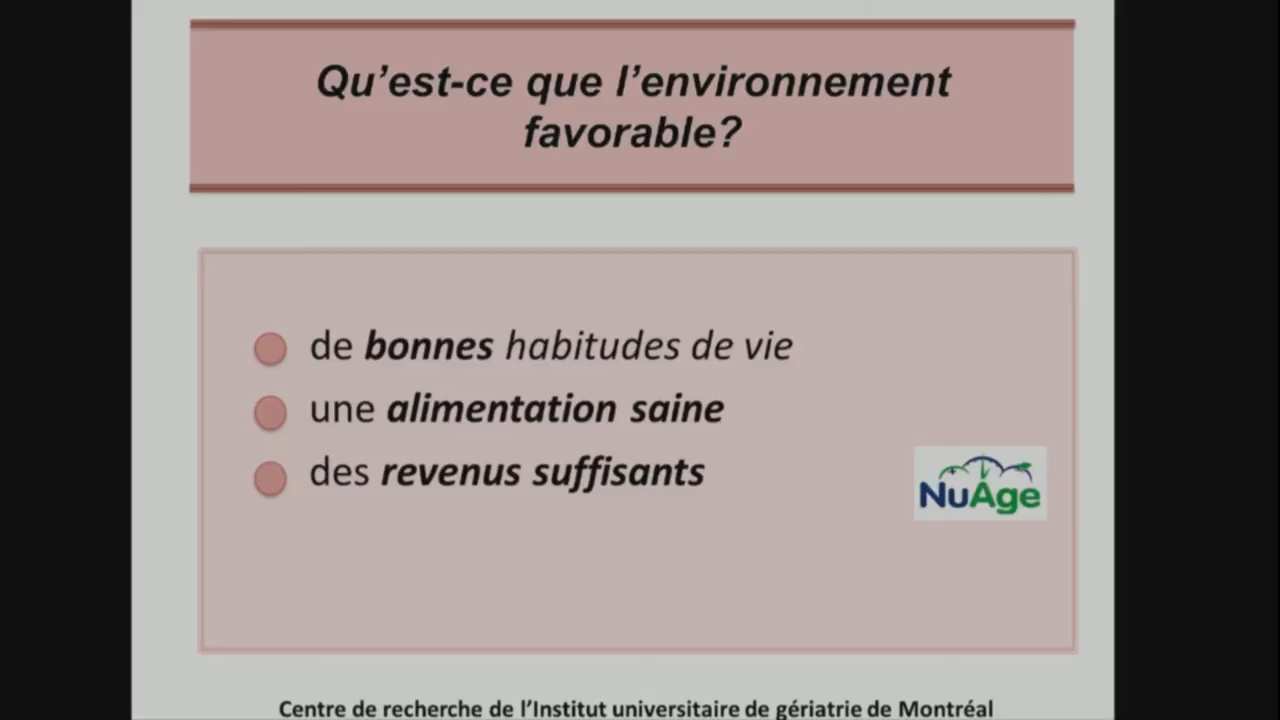 Qu'est-ce que l'environnement
favorable?
de bonnes habitudes de vie
une alimentation saine
des revenus suffisants
NuAge
Centre de recherche de l'Institut universitaire de gériatrie de Montréal